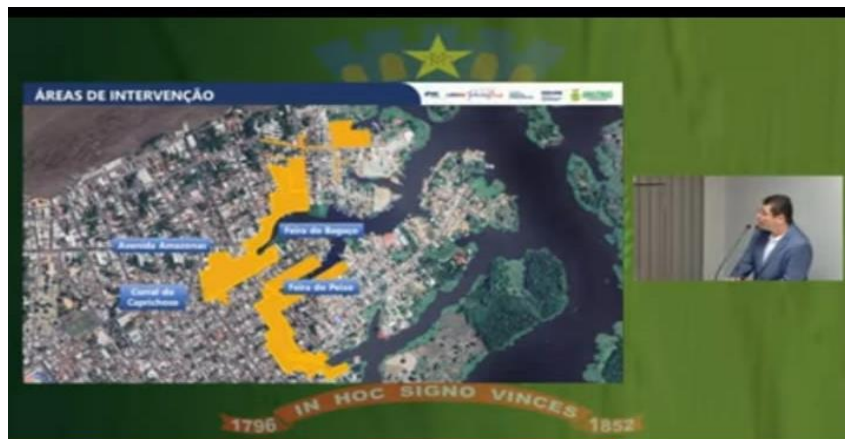 ÁREAS DE INTERVENÇÃO
Feira do Bagaço
Avenida Amazonas
Feira do Peixe
Curral do
Caprichoso
IN HOC SIGNO VINCES
1796
1852